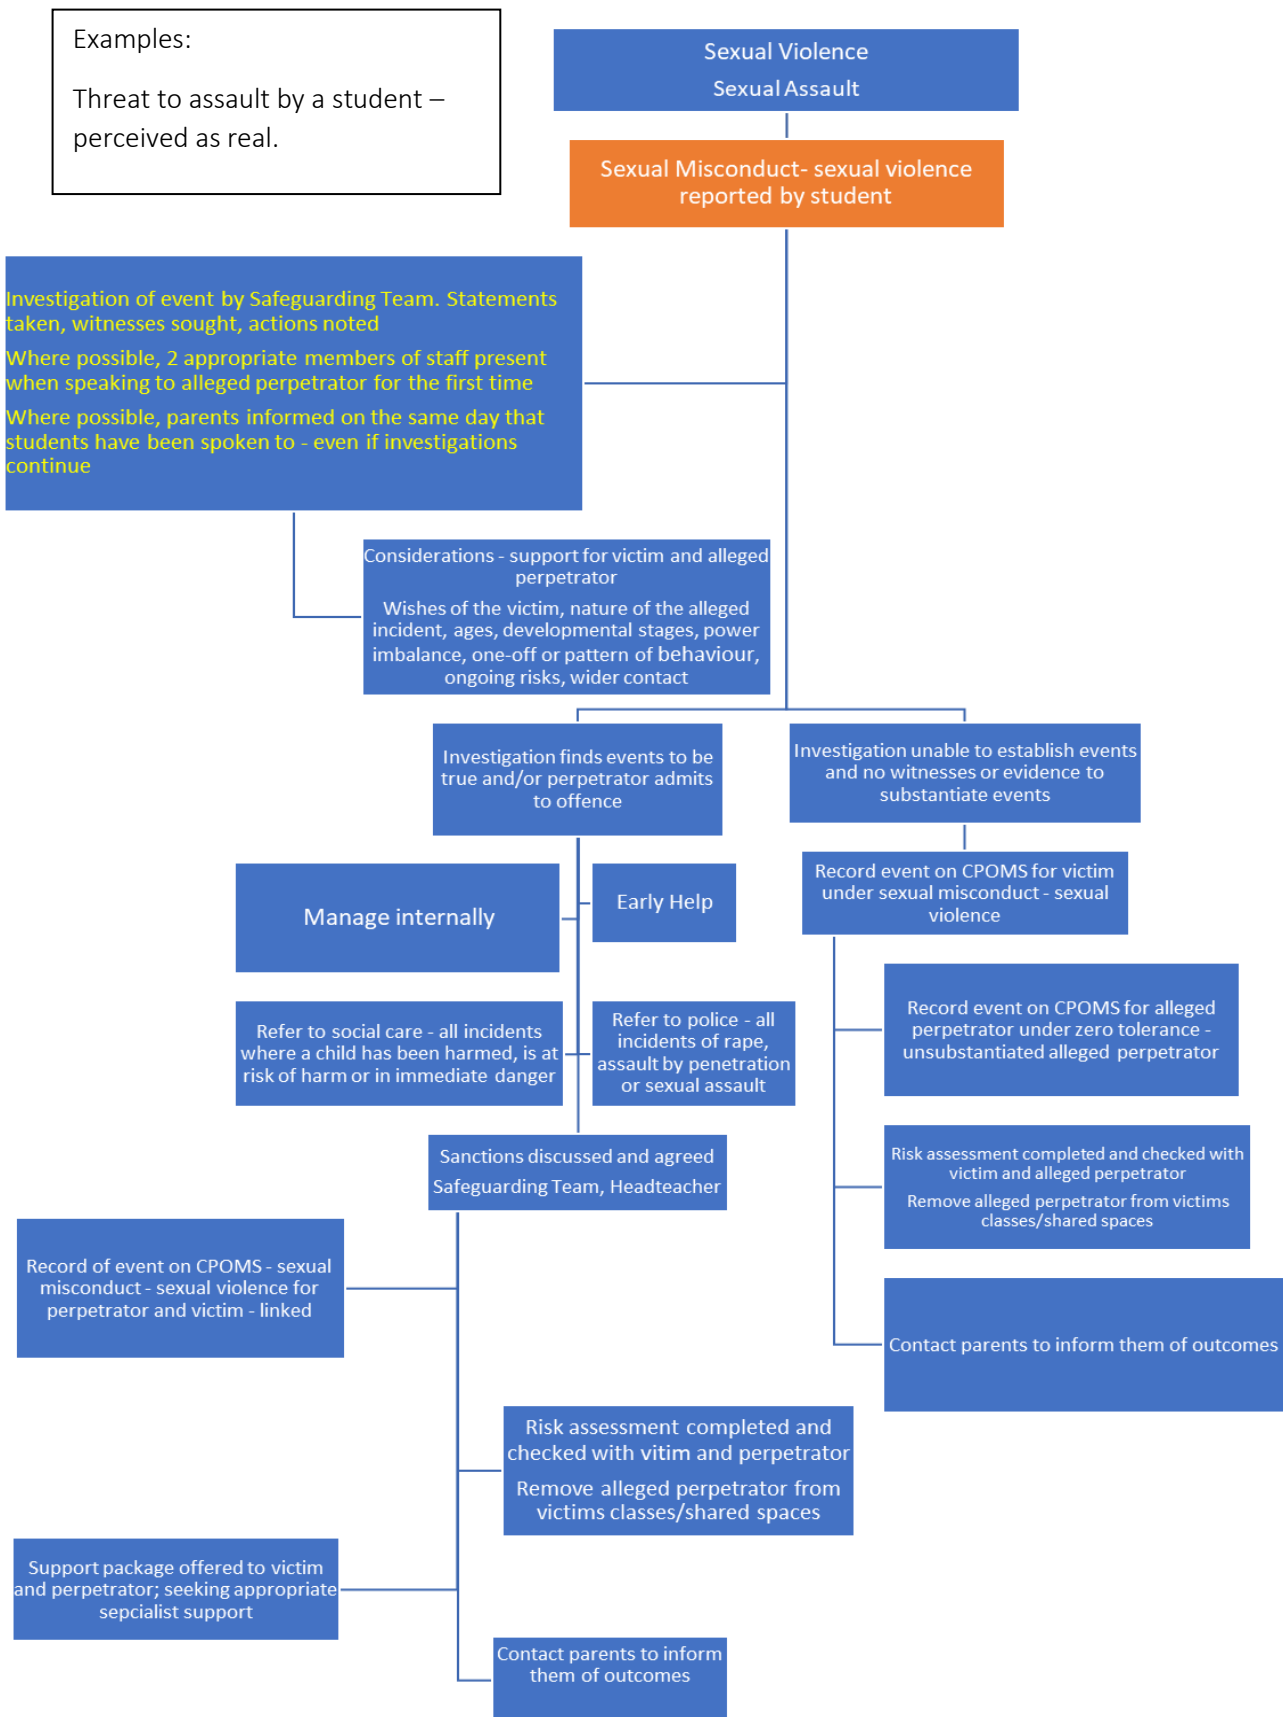 Examples:
Threat to assault by a student –
perceived as real.
Sexual Violence
Sexual Assault
Sexual Misconduct- sexual violence
reported by student
Investigation of event by Safeguarding Team. Statements
taken, witnesses sought, actions noted
Where possible, 2 appropriate members of staff present
when speaking to alleged perpetrator for the first time
Where possible, parents informed on the same day that
students have been spoken to - even if investigations
continue
Considerations - support for victim and alleged
perpetrator
Wishes of the victim, nature of the alleged
incident, ages, developmental stages, power
imbalance, one-off or pattern of behaviour,
ongoing risks, wider contact
Investigation finds events to be
true and/or perpetrator admits
to offence
Investigation unable to establish events
and no witnesses or evidence to
substantiate events
Manage internally
Early Help
Record event on CPOMS for victim
under sexual misconduct - sexual
violence
Refer to social care - all incidents
where a child has been harmed, is at
risk of harm or in immediate danger
Refer to police - all
incidents of rape,
assault by penetration
or sexual assault
Record event on CPOMS for alleged
perpetrator under zero tolerance -
unsubstantiated alleged perpetrator
Sanctions discussed and agreed
Safeguarding Team, Headteacher
Risk assessment completed and checked with
victim and alleged perpetrator
Remove alleged perpetrator from victims
classes/shared spaces
Record of event on CPOMS - sexual
misconduct - sexual violence for
perpetrator and victim - linked
Contact parents to inform them of outcomes
Risk assessment completed and
checked with vitim and perpetrator
Remove alleged perpetrator from
victims classes/shared spaces
Support package offered to victim
and perpetrator; seeking appropriate
sepcialist support
Contact parents to inform
them of outcomes